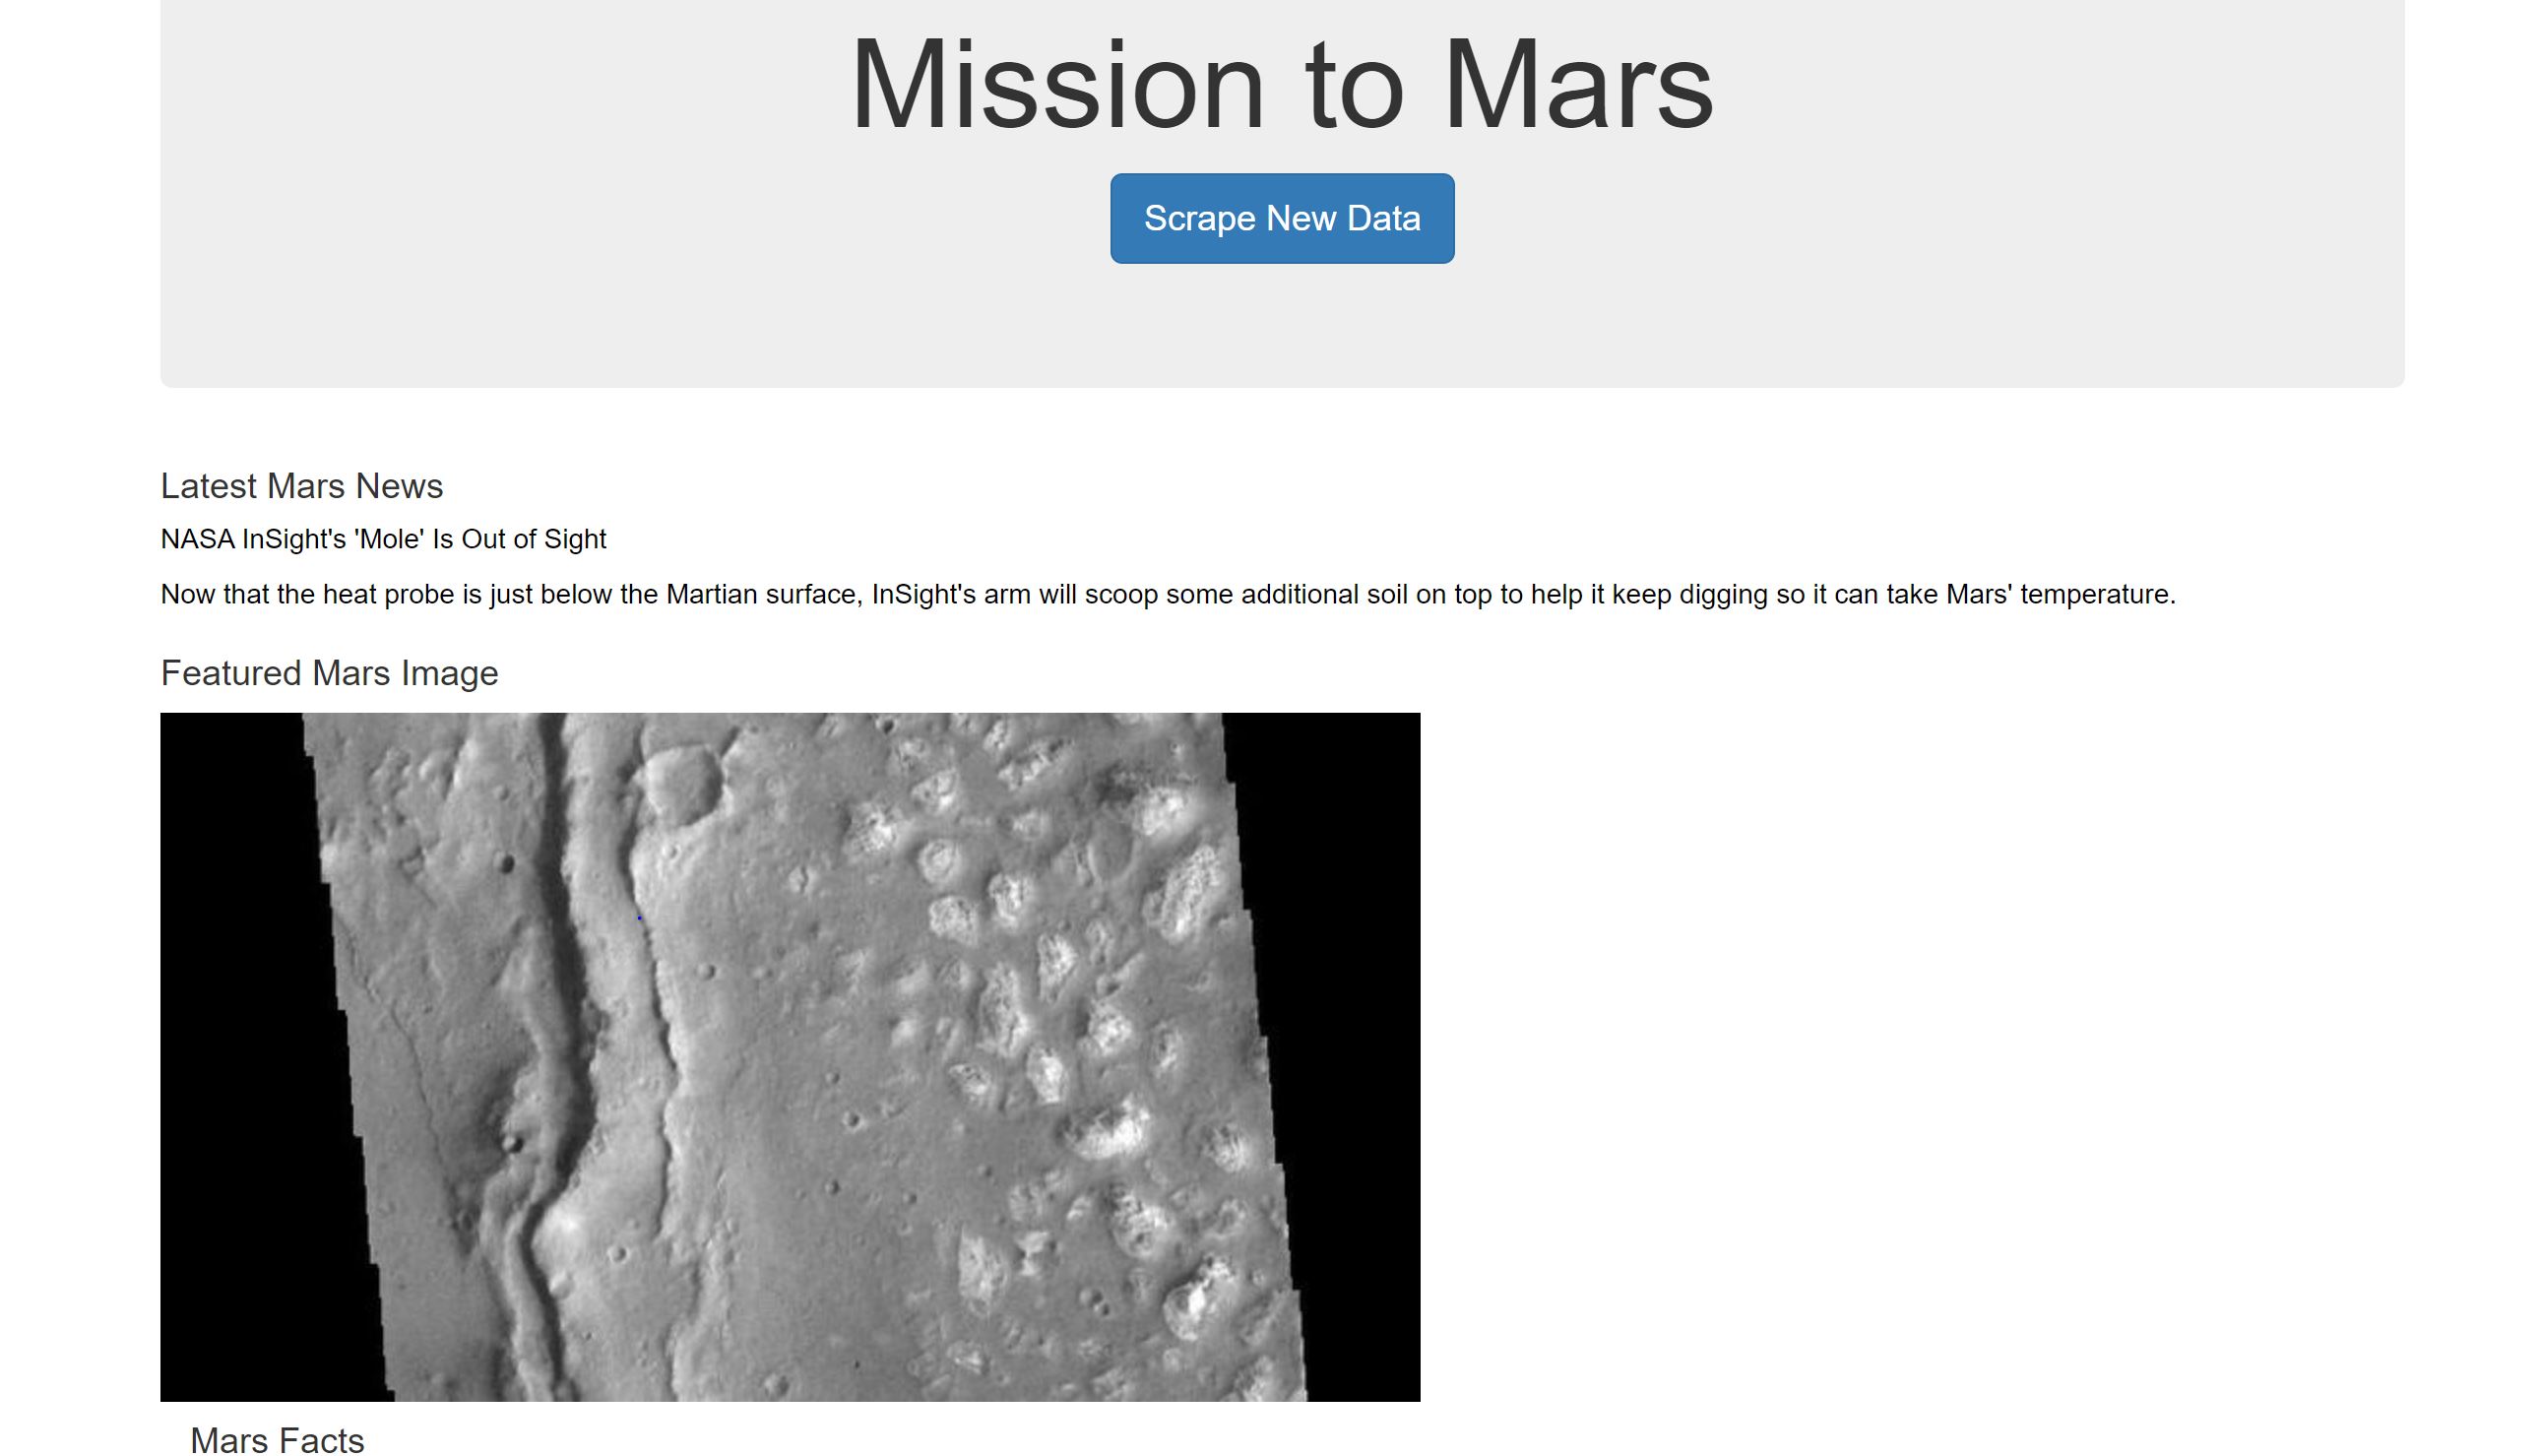 Mission to Mars
Scrape New Data
Latest Mars News
NASA InSight's 'Mole' Is Out of Sight
Now that the heat probe is just below the Martian surface, InSight's arm will scoop some additional soil on top to help it keep digging so it can take Mars' temperature.
Featured Mars Image
Mars Facts